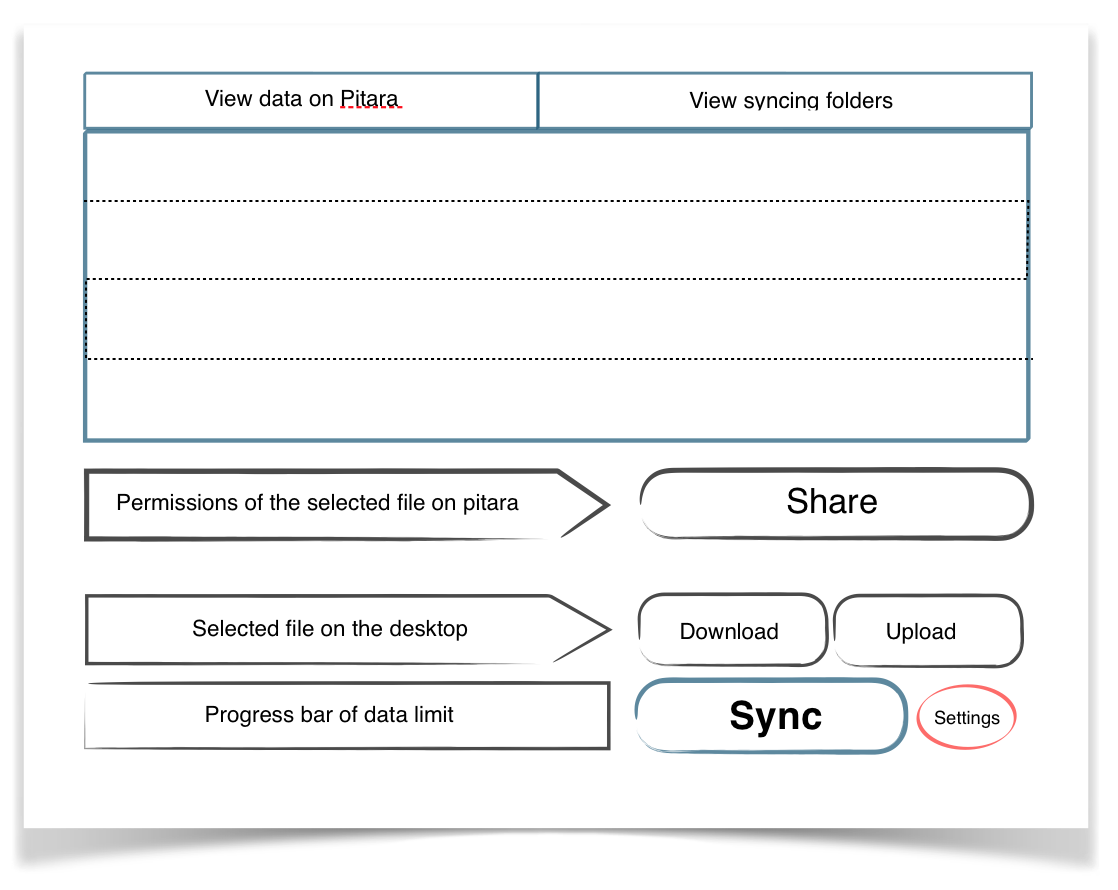 View data on Pitara
View syncing folders
Permissions of the selected file on pitara
Share
Selected file on the desktop
Download
Upload
Progress bar of data limit
Sync
Settings